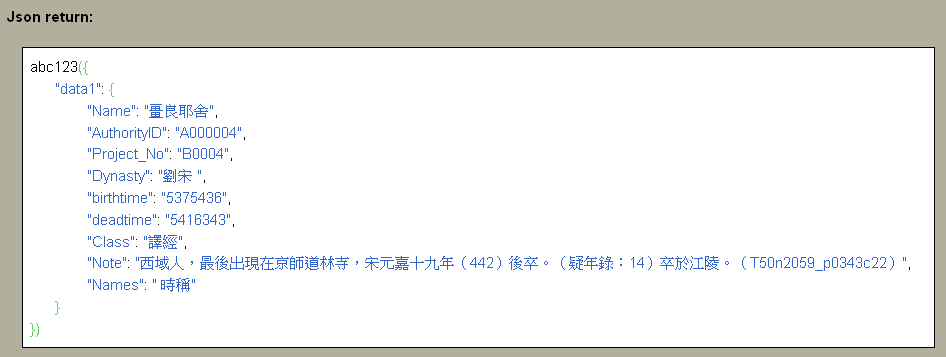 Json return:
abc123({
"data1": {
"Name": "畺良耶舍",
"AuthorityID": "A000004",
"Project_No": "B0004",
"Dynasty": "劉宋 ",
"birthtime": "5375436",
"deadtime": "5416343",
"Class": "譯經",
"Note": "西域人，最後出現在京師道林寺，宋元嘉十九年（442）後卒。（疑年錄：14）卒於江陵。（T50n2059_p0343c22）",
"Names": " 時稱"
}
})